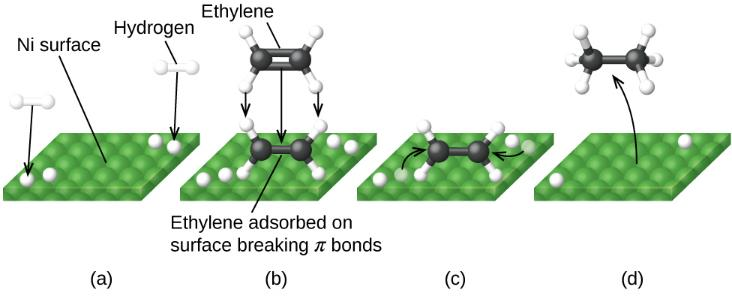 Ethylene
Hydrogen
Ni surface
Ethylene adsorbed on
surface breaking π bonds
(a)
(b)
(c)
(d)